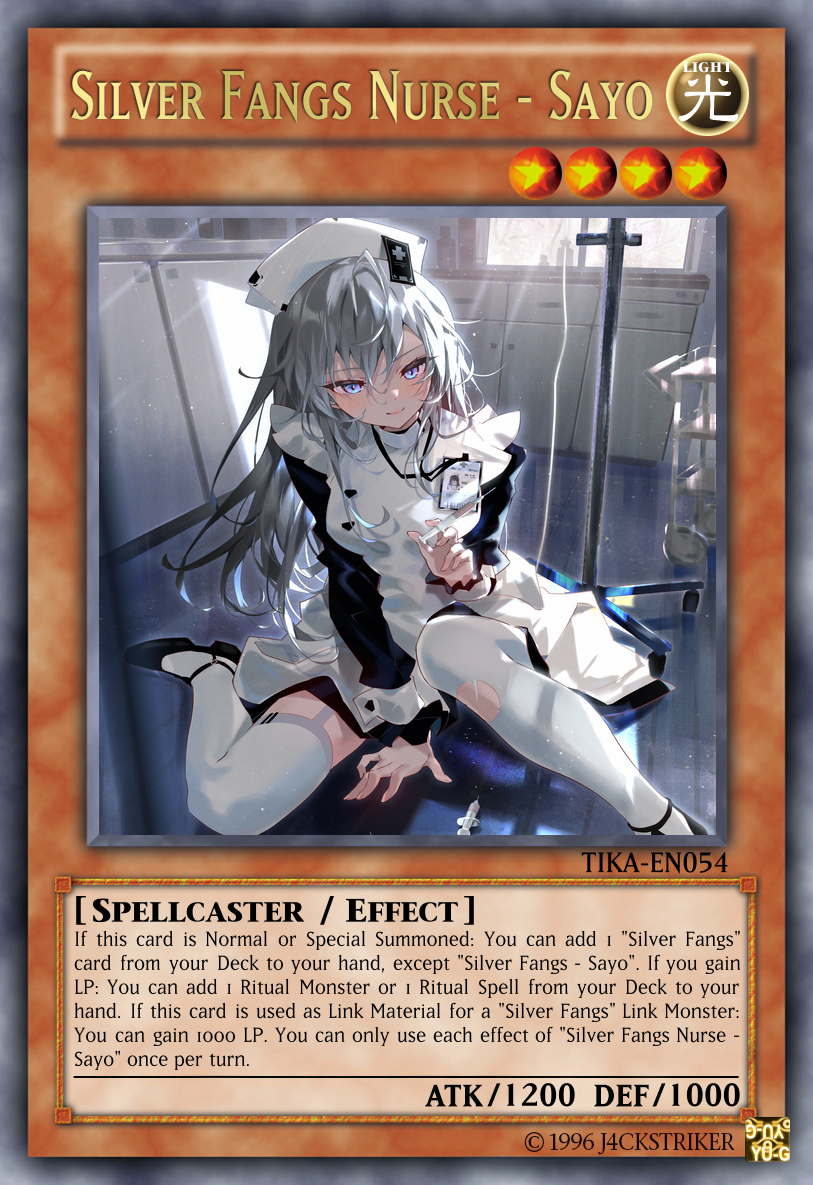 Silver Fangs Nurse - Sayo
LIGHT
光
TIKA-EN054
[ Spellcaster / Effect ]
If this card is Normal or Special Summoned: You can add 1 "Silver Fangs"
card from your Deck to your hand, except "Silver Fangs - Sayo". If you gain
LP: You can add 1 Ritual Monster or 1 Ritual Spell from your Deck to your
hand. If this card is used as Link Material for a "Silver Fangs" Link Monster:
You can gain 1000 LP. You can only use each effect of "Silver Fangs Nurse -
Sayo" once per turn.
ATK/1200 DEF/1000
© 1996 J4CKSTRIKER